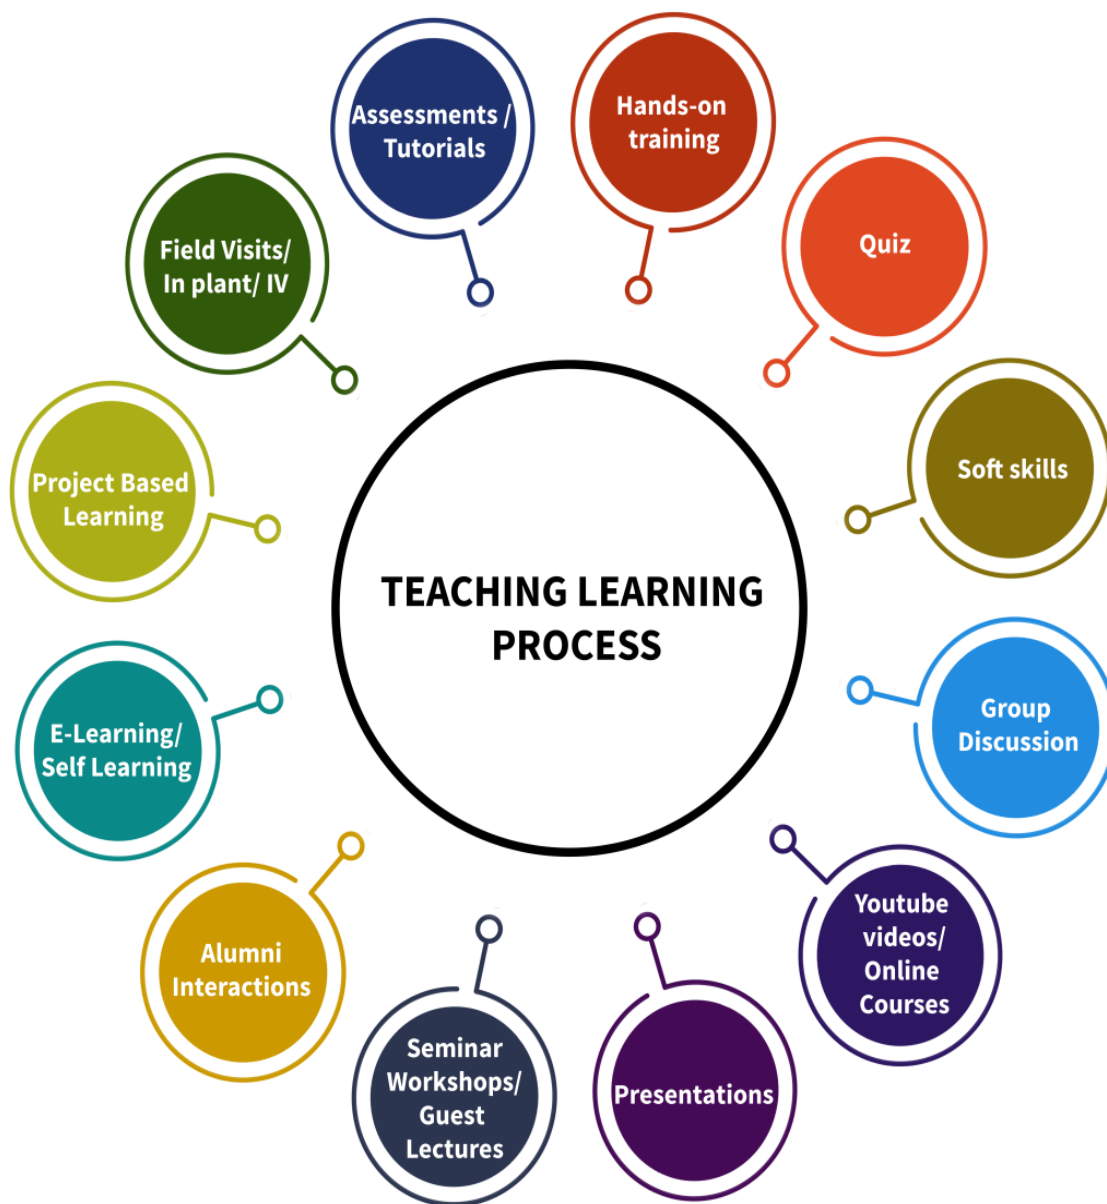 Assessments /
Tutorials
Hands-on
training
Quiz
Soft skills
Group
Discussion
Youtube
videos/
Online
Courses
Presentations
Seminar
Workshops/
Guest
Lectures
Alumni
Interactions
E-Learning/
Self Learning
Project Based
Learning
Field Visits/
In plant/ IV
TEACHING LEARNING
PROCESS